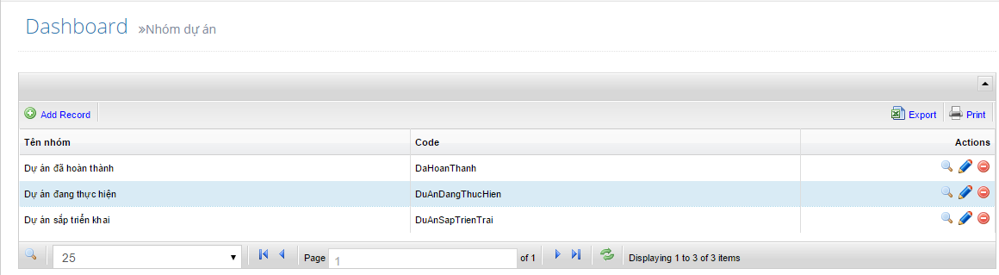 Dashboard »Nhóm dự án
Add Record Export Print
Tên nhóm Code Actions
Dự án đã hoàn thành DaHoanThanh
Dự án đang thực hiện DuAnDangThucHien
Dự án sắp triển khai DuAnSapTrienTrai
25 Page 1 of 1 Displaying 1 to 3 of 3 items